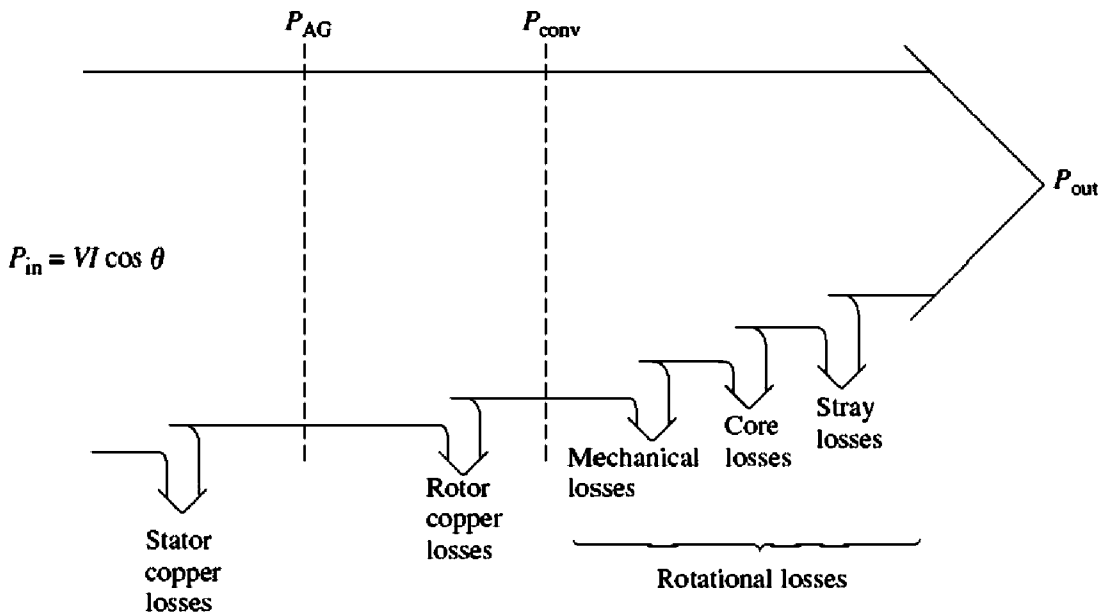 P_AG
P_conv
P_out
P_in = VI cos θ
Stator
copper
losses
Rotor
copper
losses
Mechanical
losses
Core
losses
Stray
losses
Rotational losses